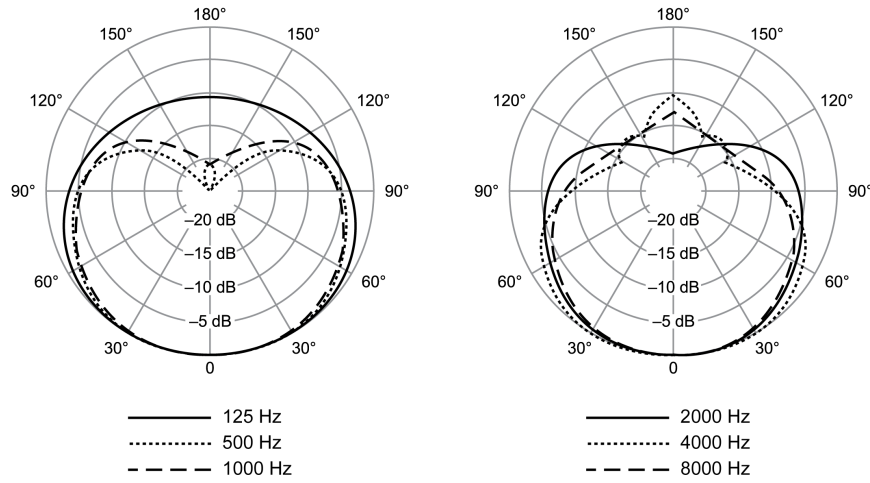 180°
150° 150°
120° 120°
90° 90°
60° 60°
30° 30°
0
–20 dB
–15 dB
–10 dB
–5 dB
125 Hz
500 Hz
1000 Hz
180°
150° 150°
120° 120°
90° 90°
60° 60°
30° 30°
0
–20 dB
–15 dB
–10 dB
–5 dB
2000 Hz
4000 Hz
8000 Hz